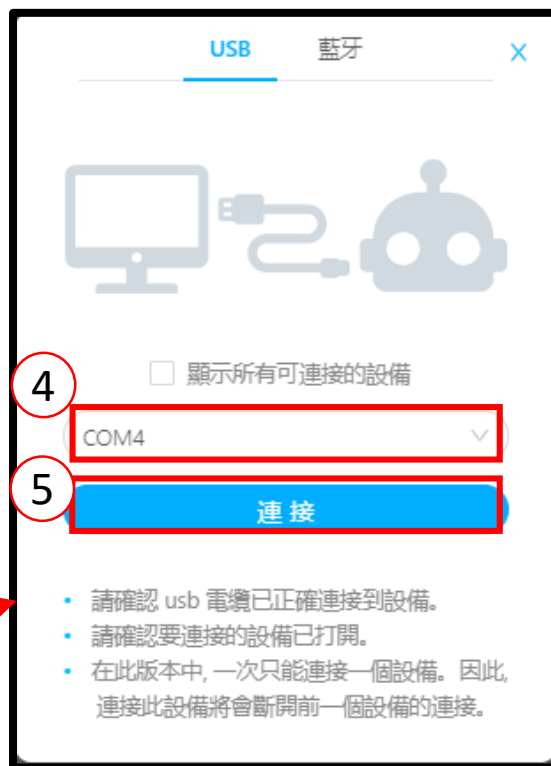 USB 藍牙 X
顯示所有可連接的設備
4
COM4
5
連接
• 請確認 usb 電纜已正確連接到設備。
• 請確認要連接的設備已打開。
• 在此版本中, 一次只能連接一個設備。因此,
連接此設備將會斷開前一個設備的連接。